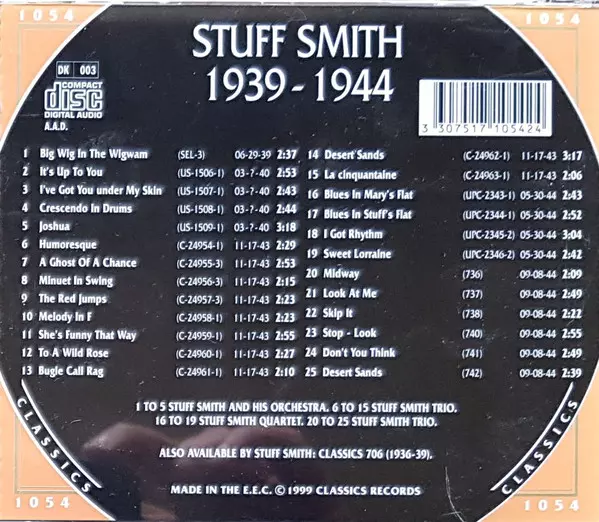 1054
1054
STUFF SMITH
1939 - 1944
DK 003
COMPACT
disc
DIGITAL AUDIO
A.A.D.
3 307517 105424
1 Big Wig In The Wigwam (SEL-3) 06-29-39 2:37
2 It's Up To You (US-1506-1) 03-?-40 2:53
3 I've Got You under My Skin (US-1507-1) 03-?-40 2:43
4 Crescendo In Drums (US-1508-1) 03-?-40 2:44
5 Joshua (US-1509-1) 03-?-40 3:18
6 Humoresque (C-24954-1) 11-17-43 2:29
7 A Ghost Of A Chance (C-24955-3) 11-17-43 2:53
8 Minuet In Swing (C-24956-3) 11-17-43 2:15
9 The Red Jumps (C-24957-3) 11-17-43 2:23
10 Melody In F (C-24958-1) 11-17-43 2:23
11 She's Funny That Way (C-24959-1) 11-17-43 2:55
12 To A Wild Rose (C-24960-1) 11-17-43 2:27
13 Bugle Call Rag (C-24961-1) 11-17-43 2:10
14 Desert Sands (C-24962-1) 11-17-43 3:17
15 La cinquantaine (C-24963-1) 11-17-43 2:06
16 Blues In Mary's Flat (UPC-2343-1) 05-30-44 2:43
17 Blues In Stuff's Flat (UPC-2344-1) 05-30-44 2:52
18 I Got Rhythm (UPC-2345-2) 05-30-44 3:04
19 Sweet Lorraine (UPC-2346-2) 05-30-44 2:42
20 Midway (736) 09-08-44 2:09
21 Look At Me (737) 09-08-44 2:49
22 Skip It (738) 09-08-44 2:22
23 Stop - Look (740) 09-08-44 2:55
24 Don't You Think (741) 09-08-44 2:49
25 Desert Sands (742) 09-08-44 2:39
1 TO 5 STUFF SMITH AND HIS ORCHESTRA. 6 TO 15 STUFF SMITH TRIO.
16 TO 19 STUFF SMITH QUARTET. 20 TO 25 STUFF SMITH TRIO.
ALSO AVAILABLE BY STUFF SMITH: CLASSICS 706 (1936-39).
MADE IN THE E.E.C. © 1999 CLASSICS RECORDS
CLASSICS
CLASSICS
1054
1054